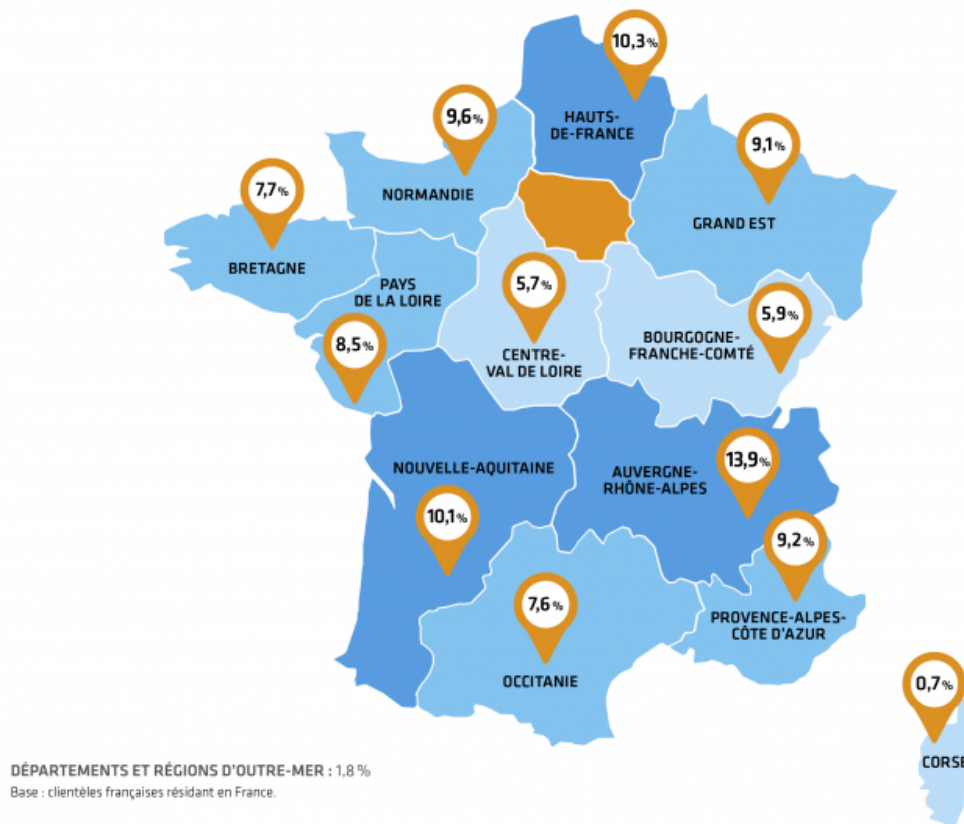 10,3 %
HAUTS-
DE-FRANCE
9,6 %
NORMANDIE
9,1 %
GRAND EST
7,7 %
BRETAGNE
PAYS
DE LA LOIRE
8,5 %
5,7 %
CENTRE-
VAL DE LOIRE
5,9 %
BOURGOGNE-
FRANCHE-COMTÉ
NOUVELLE-AQUITAINE
10,1 %
AUVERGNE-
RHÔNE-ALPES
13,9 %
9,2 %
PROVENCE-ALPES-
CÔTE D'AZUR
7,6 %
OCCITANIE
0,7 %
CORSE
DÉPARTEMENTS ET RÉGIONS D'OUTRE-MER : 1,8 %
Base : clientèles françaises résidant en France.